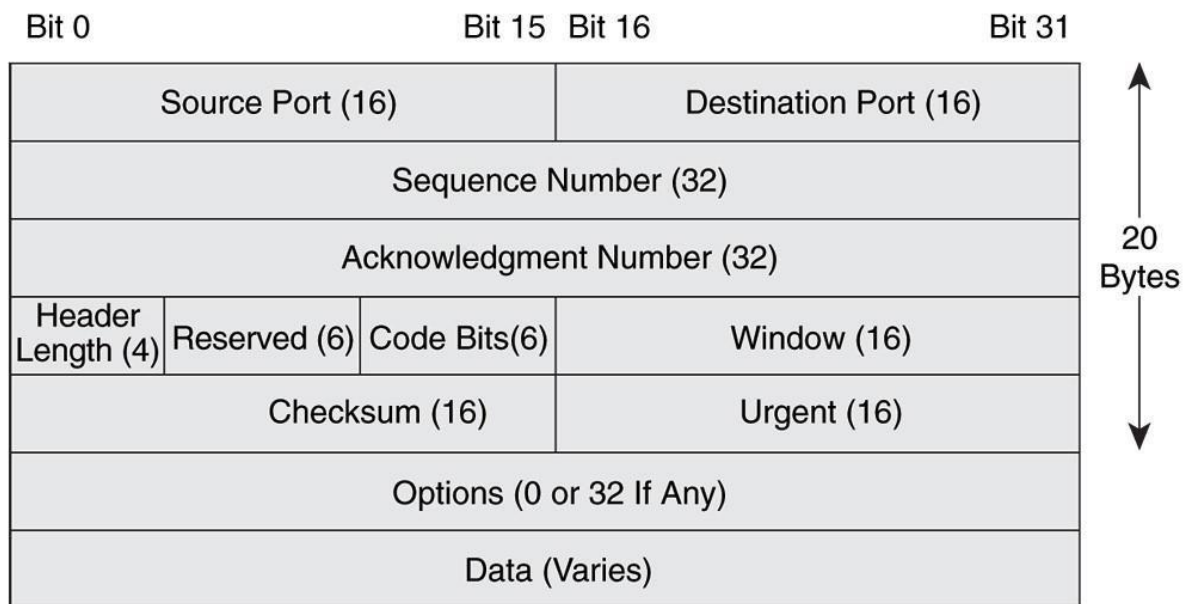 Bit 0 Bit 15 Bit 16 Bit 31
Source Port (16) Destination Port (16)
Sequence Number (32)
Acknowledgment Number (32)
20
Bytes
Header
Length (4)
Reserved (6) Code Bits(6) Window (16)
Checksum (16) Urgent (16)
Options (0 or 32 If Any)
Data (Varies)